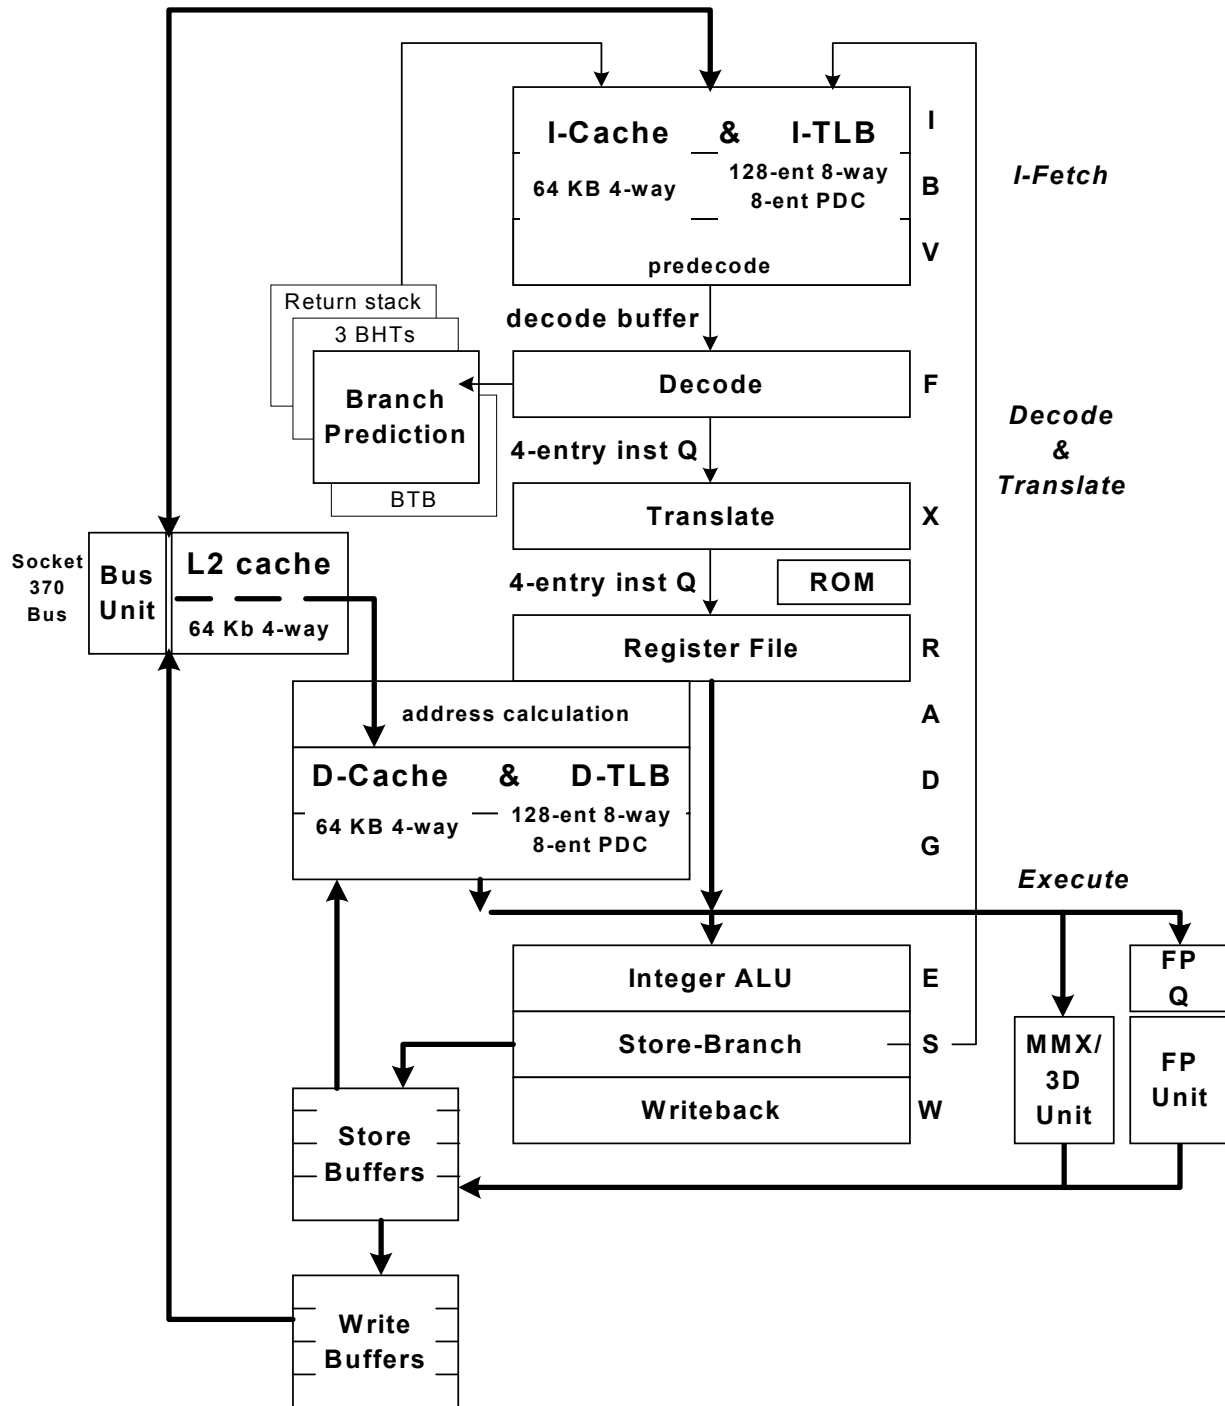 I-Cache & I-TLB
I
64 KB 4-way
128-ent 8-way
8-ent PDC
B
I-Fetch
predecode
V
Return stack
3 BHTs
Branch
Prediction
BTB
decode buffer
Decode
F
4-entry inst Q
Decode
&
Translate
Translate
X
Socket
370
Bus
Bus
Unit
L2 cache
64 Kb 4-way
4-entry inst Q
ROM
Register File
R
address calculation
A
D-Cache & D-TLB
D
64 KB 4-way
128-ent 8-way
8-ent PDC
G
Execute
Integer ALU
E
FP
Q
Store-Branch
S
MMX/
3D
Unit
FP
Unit
Writeback
W
Store
Buffers
Write
Buffers